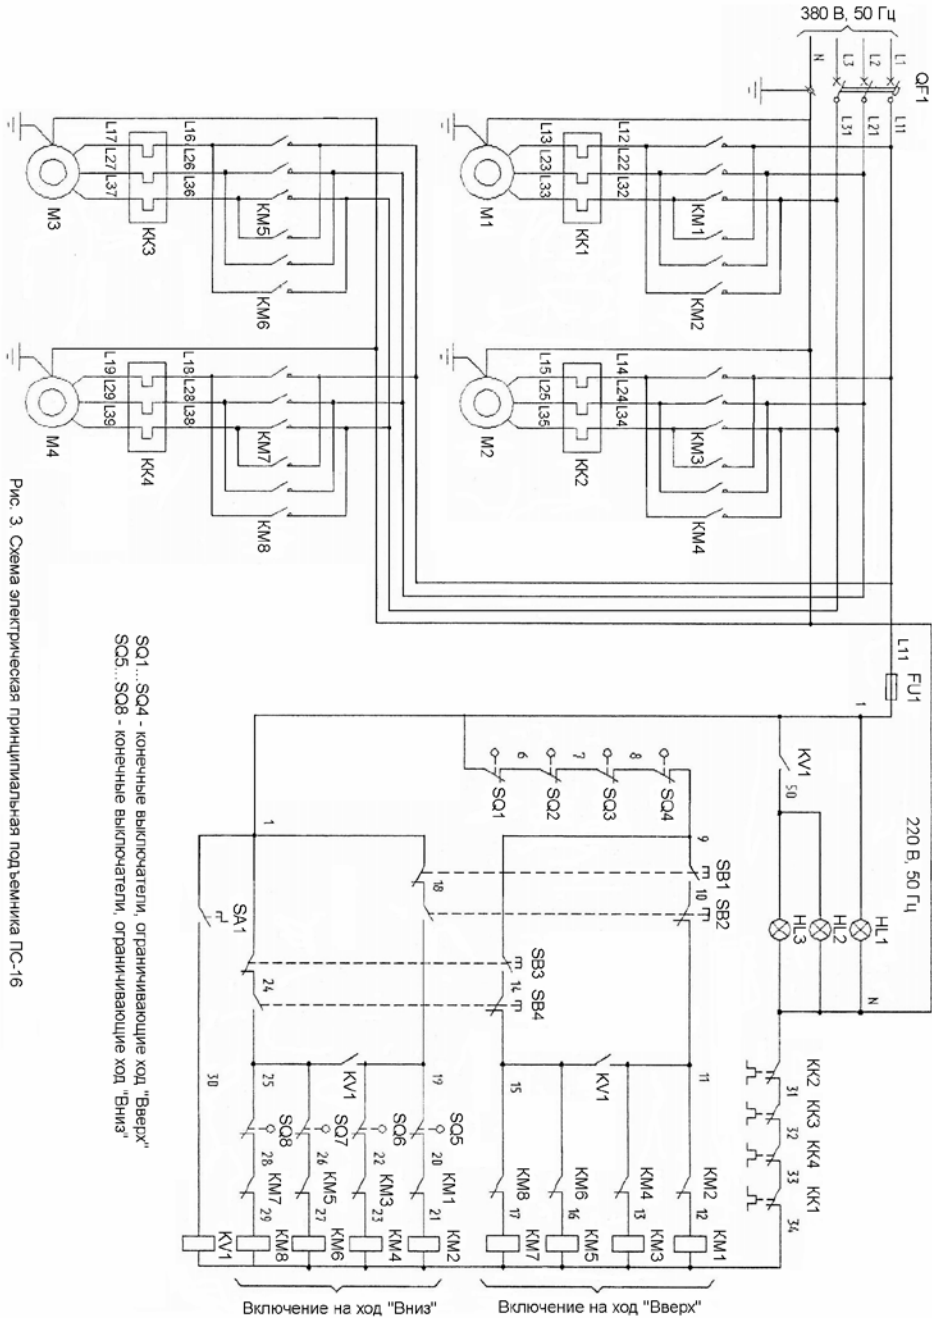 380 В, 50 Гц
N
L3
L2
L1
QF1
L31
L21
L11
L17
L27
L37
L16
L26
L36
M3
KK3
KM5
KM6
L13
L23
L33
L12
L22
L32
M1
KK1
KM1
KM2
L19
L29
L39
L18
L28
L38
M4
KK4
KM7
KM8
L15
L25
L35
L14
L24
L34
M2
KK2
KM3
KM4
L11
FU1
1
220 В, 50 Гц
KV1
50
HL3
HL2
HL1
N
6
7
8
SQ1
SQ2
SQ3
SQ4
9
1
SB1
10
SB2
18
SA1
SB3
14
SB4
24
30
25
KV1
19
15
KV1
11
SQ8
SQ7
SQ6
SQ5
28
26
22
20
KM7
KM5
KM3
KM1
29
27
23
21
KM8
KM6
KM4
KM2
17
16
13
12
KK2
31
KK3
32
KK4
33
KK1
34
KV1
KM8
KM6
KM4
KM2
KM7
KM5
KM3
KM1
Включение на ход "Вниз"
Включение на ход "Вверх"
SQ1...SQ4 - конечные выключатели, ограничивающие ход "Вверх"
SQ5...SQ8 - конечные выключатели, ограничивающие ход "Вниз"
Рис. 3. Схема электрическая принципиальная подъемника ПС-16